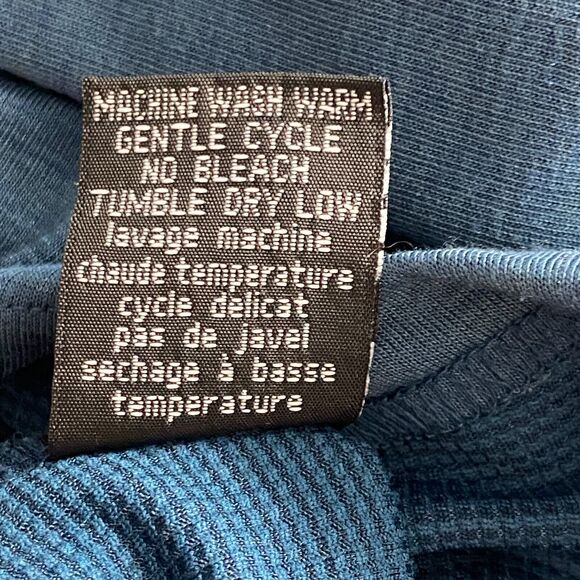 MACHINE WASH WARM
GENTLE CYCLE
NO BLEACH
TUMBLE DRY LOW
lavage machine
chaude temperature
cycle delicat
pas de javel
sechage à basse
temperature